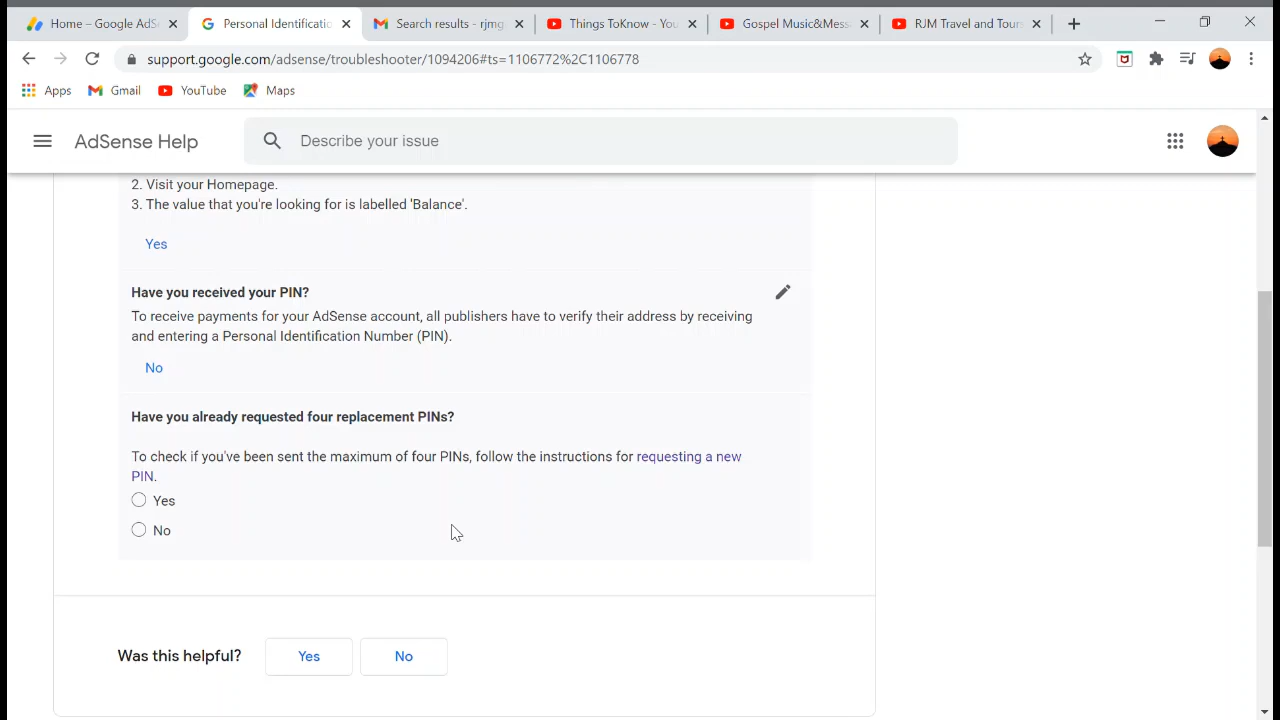 Home – Google AdS
Personal Identificatio
Search results - rjmg
Things ToKnow - You
Gospel Music&Mess
RJM Travel and Tours
support.google.com/adsense/troubleshooter/1094206#ts=1106772%2C1106778
Apps
Gmail
YouTube
Maps
AdSense Help
Describe your issue
2. Visit your Homepage.
3. The value that you're looking for is labelled 'Balance'.
Yes
Have you received your PIN?
To receive payments for your AdSense account, all publishers have to verify their address by receiving
and entering a Personal Identification Number (PIN).
No
Have you already requested four replacement PINs?
To check if you've been sent the maximum of four PINs, follow the instructions for requesting a new
PIN.
Yes
No
Was this helpful?
Yes
No